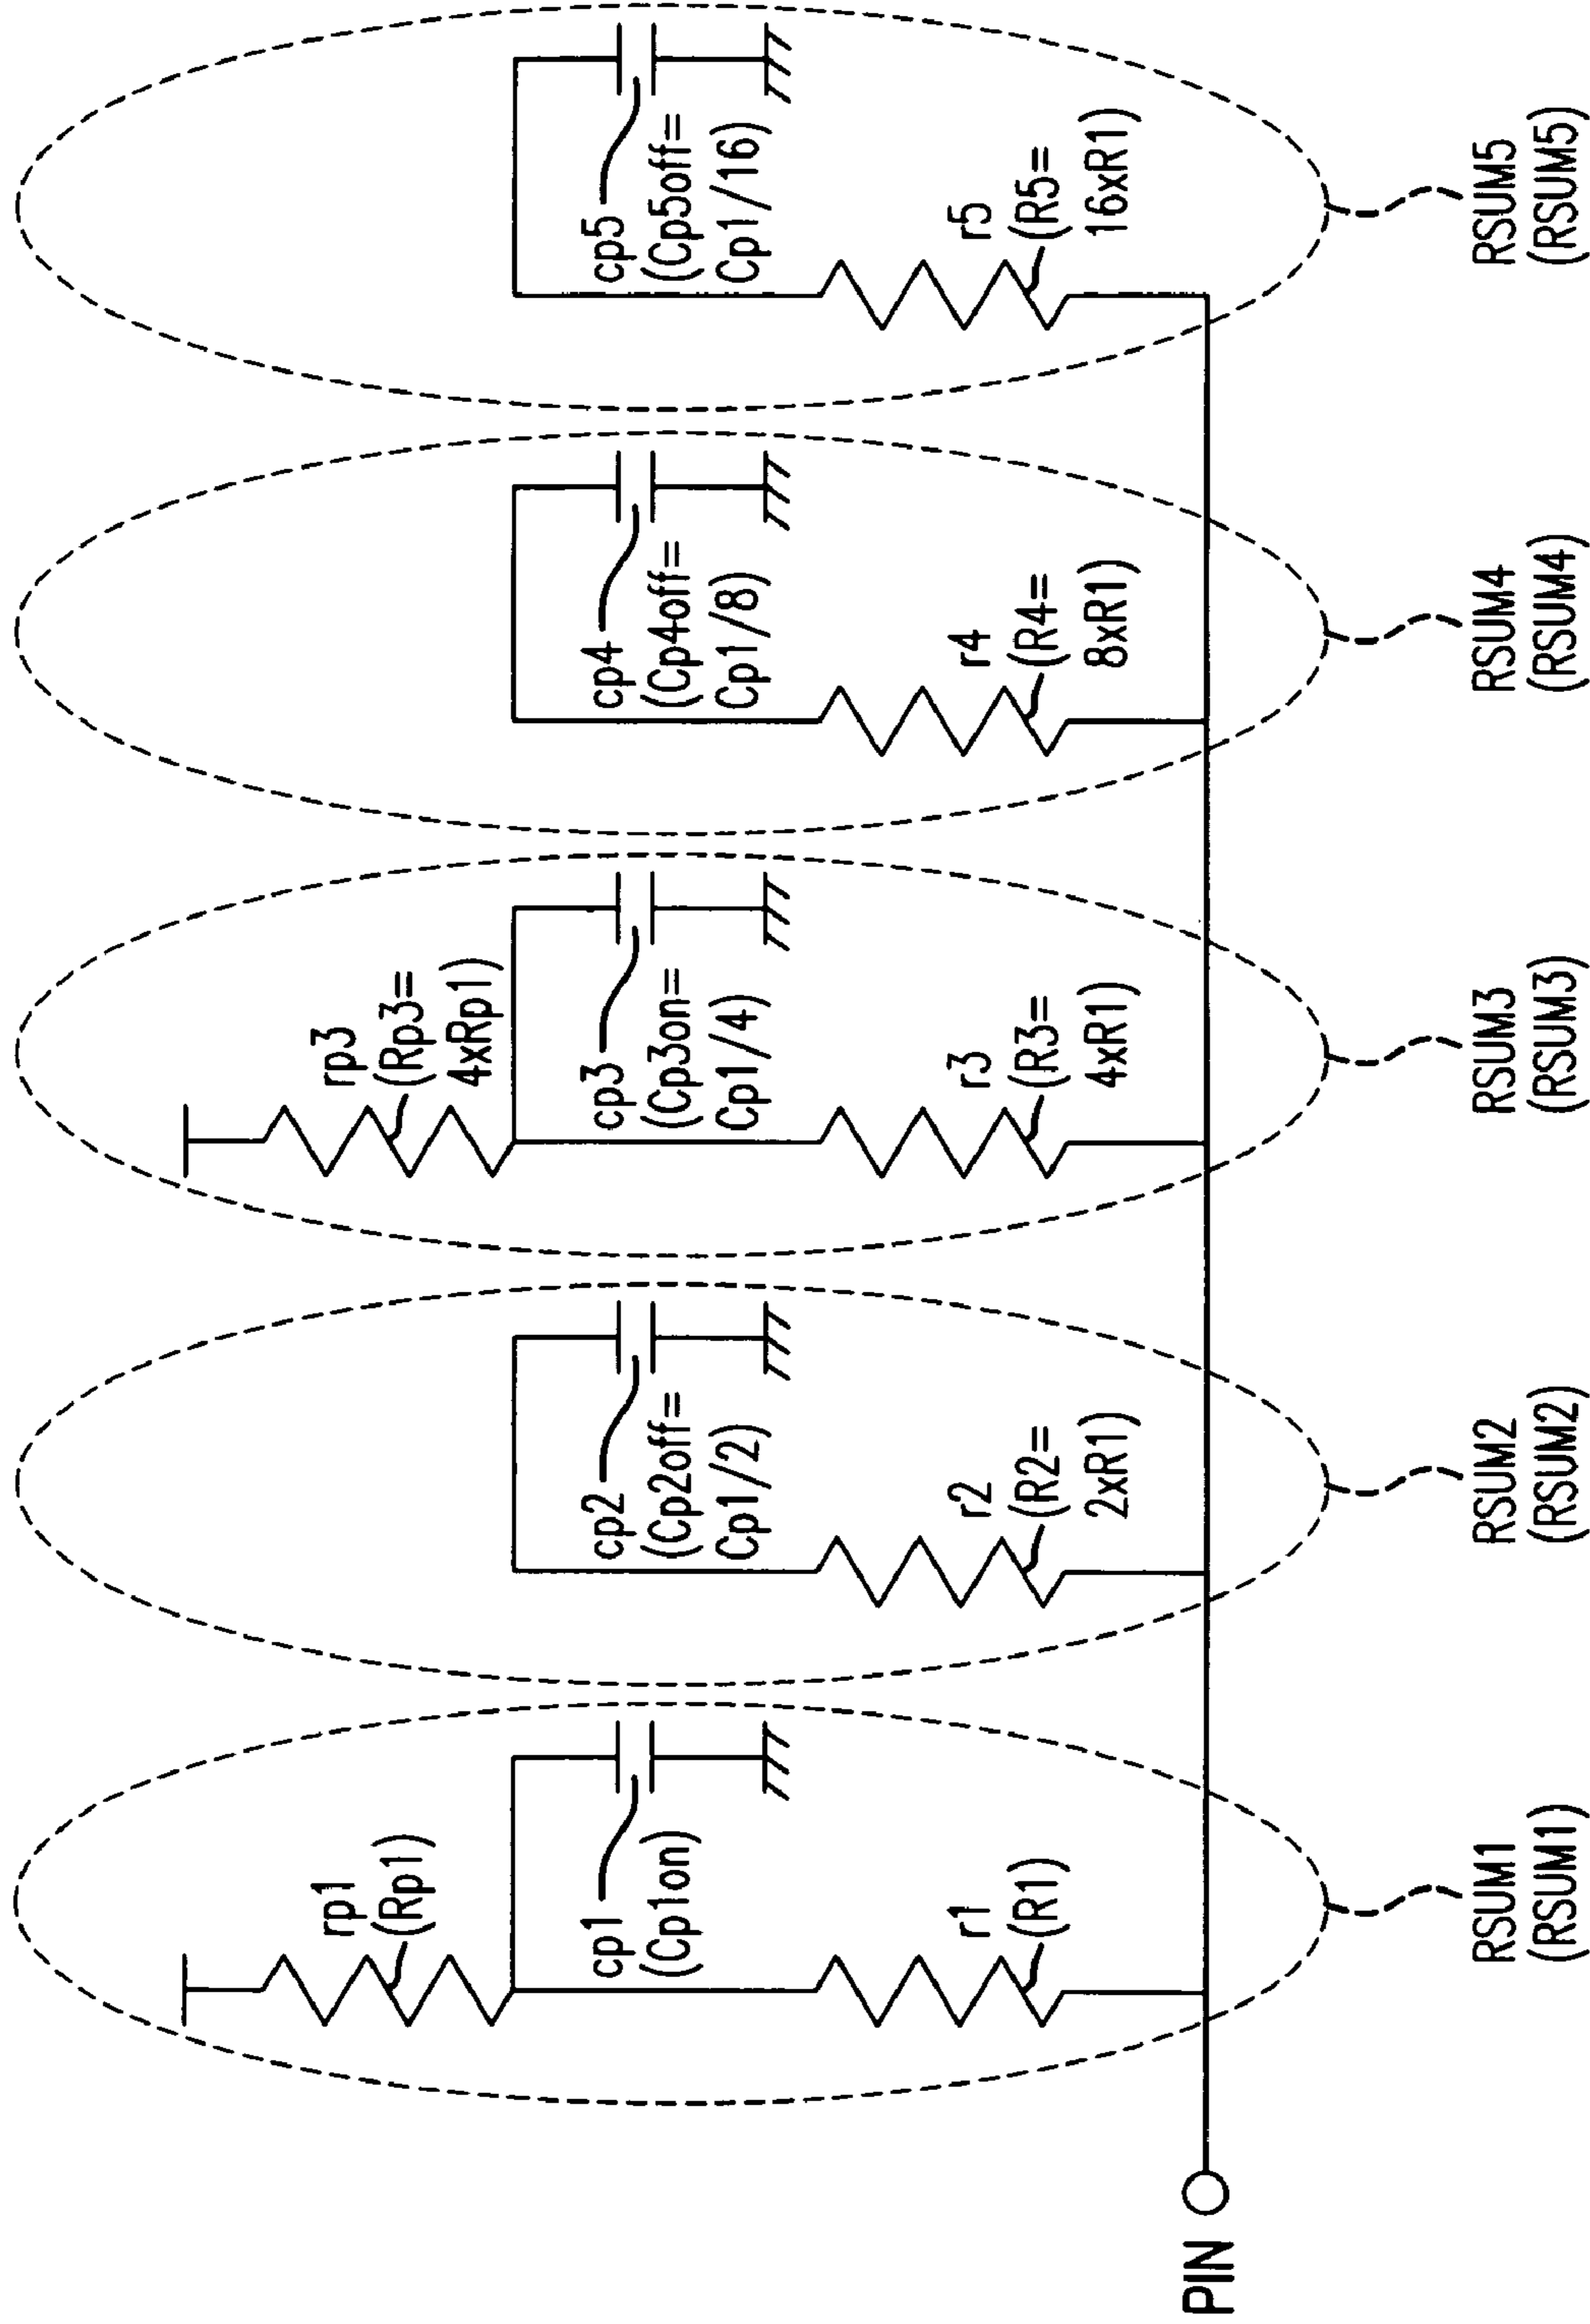 rp1
(Rp1)
cp1
(Cp1on)
r1
(R1)
RSUM1
(RSUM1)
cp2
(Cp2off=
Cp1/2)
r2
(R2=
2xR1)
RSUM2
(RSUM2)
rp3
(Rp3=
4xRp1)
cp3
(Cp3on=
Cp1/4)
r3
(R3=
4xR1)
RSUM3
(RSUM3)
cp4
(Cp4off=
Cp1/8)
r4
(R4=
8xR1)
RSUM4
(RSUM4)
cp5
(Cp5off=
Cp1/16)
r5
(R5=
16xR1)
RSUM5
(RSUM5)
PIN